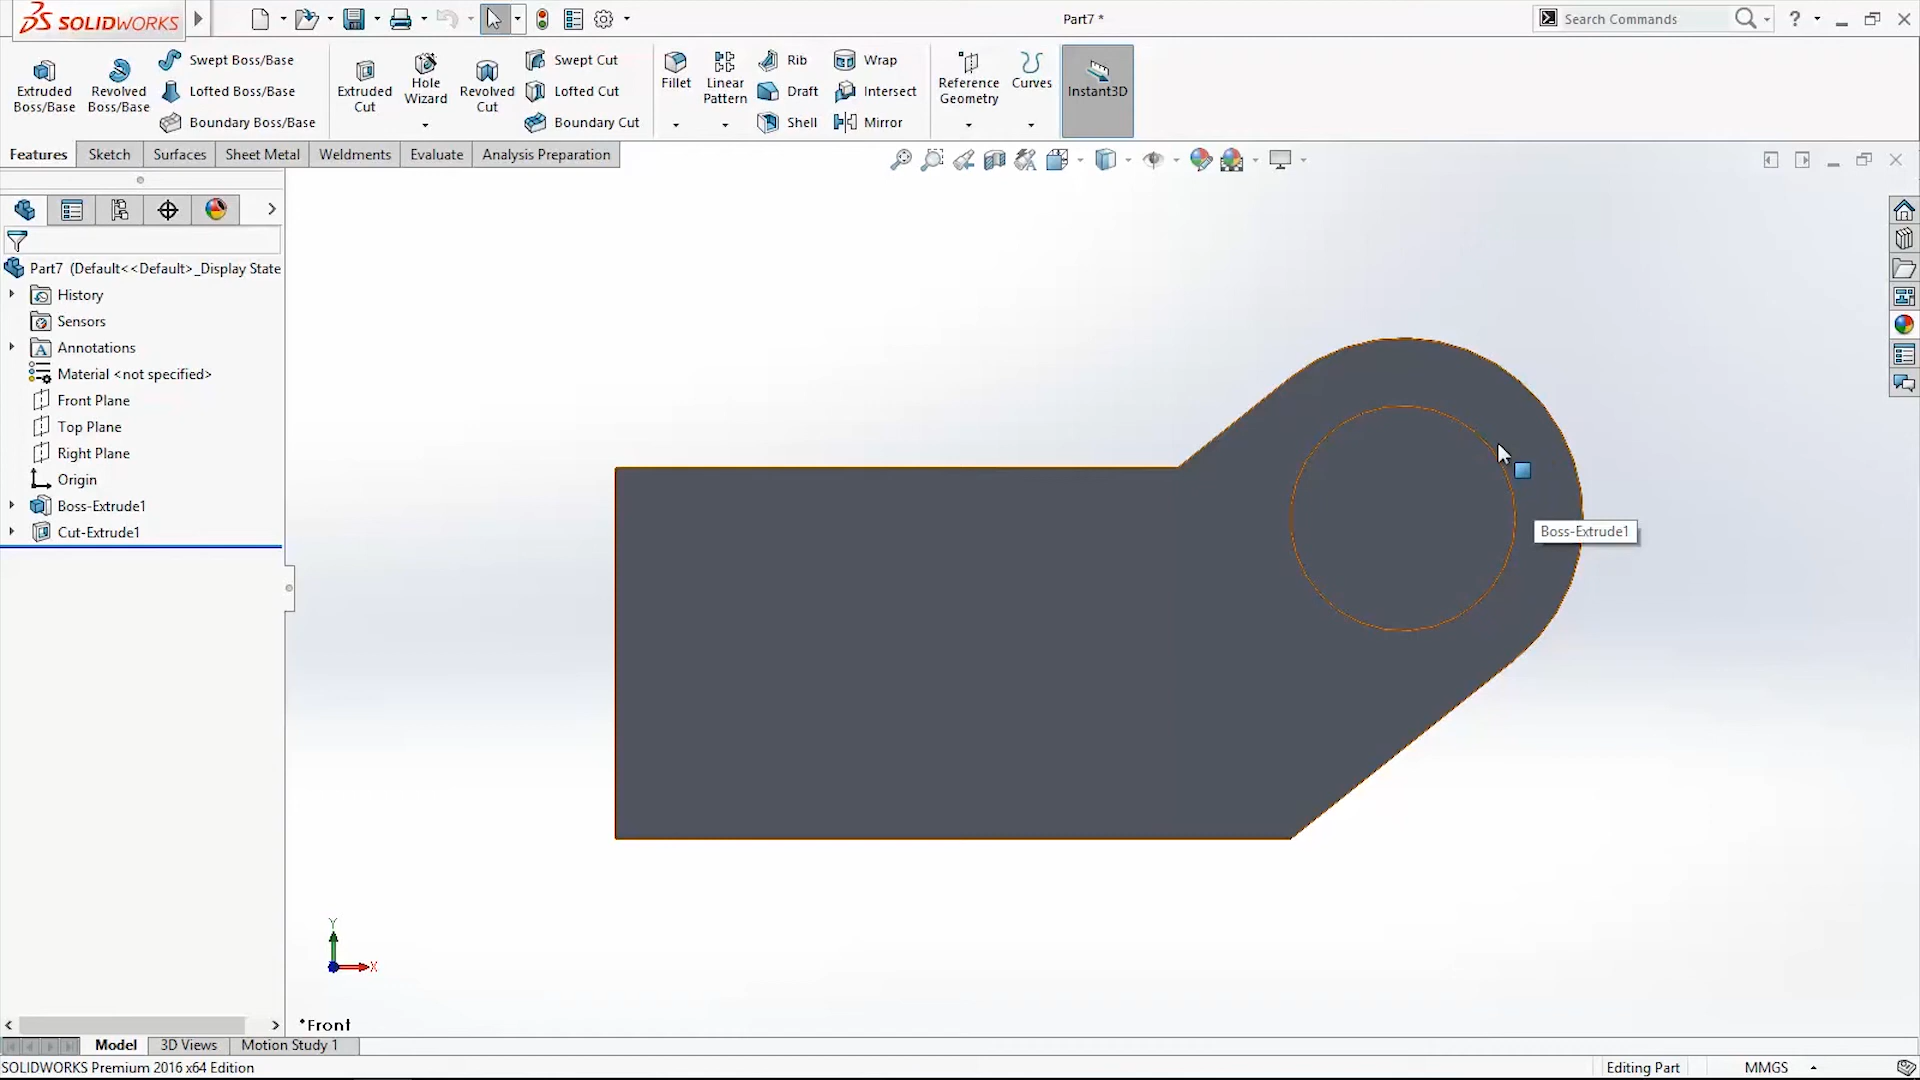 SOLIDWORKS
Part7 *
Search Commands
?
Extruded Boss/Base
Revolved Boss/Base
Swept Boss/Base
Lofted Boss/Base
Boundary Boss/Base
Extruded Cut
Hole Wizard
Revolved Cut
Swept Cut
Lofted Cut
Boundary Cut
Fillet
Linear Pattern
Rib
Draft
Shell
Wrap
Intersect
Mirror
Reference Geometry
Curves
Instant3D
Features
Sketch
Surfaces
Sheet Metal
Weldments
Evaluate
Analysis Preparation
Part7 (Default<<Default>_Display State
History
Sensors
Annotations
Material <not specified>
Front Plane
Top Plane
Right Plane
Origin
Boss-Extrude1
Cut-Extrude1
Boss-Extrude1
Y
X
*Front
Model
3D Views
Motion Study 1
SOLIDWORKS Premium 2016 x64 Edition
Editing Part
MMGS